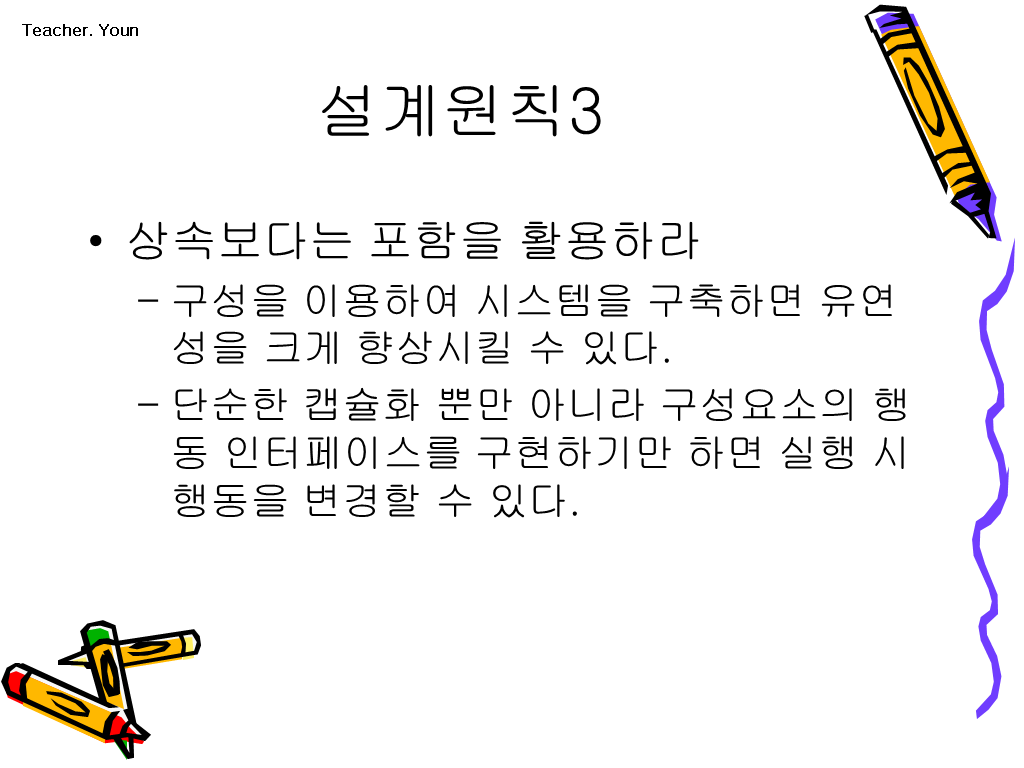 Teacher. Youn
설계원칙3
• 상속보다는 포함을 활용하라
– 구성을 이용하여 시스템을 구축하면 유연
성을 크게 향상시킬 수 있다.
– 단순한 캡슐화 뿐만 아니라 구성요소의 행
동 인터페이스를 구현하기만 하면 실행 시
행동을 변경할 수 있다.